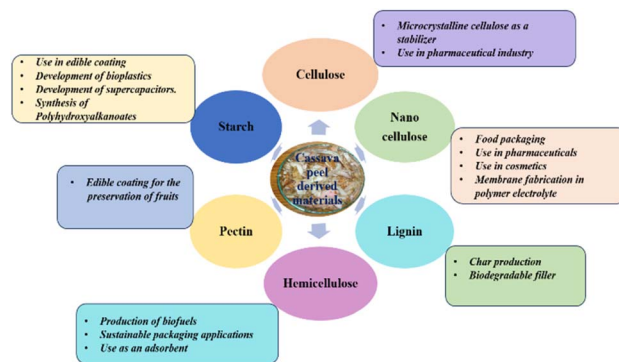 • Microcrystalline cellulose as a
stabilizer
• Use in pharmaceutical industry
Cellulose
• Use in edible coating
• Development of bioplastics
• Development of supercapacitors.
• Synthesis of
Polyhydroxyalkanoates
Starch
Nano
cellulose
• Food packaging
• Use in pharmaceuticals
• Use in cosmetics
• Membrane fabrication in
polymer electrolyte
Cassava
peel
derived
materials
• Edible coating for the
preservation of fruits
Pectin
Lignin
• Char production
• Biodegradable filler
Hemicellulose
• Production of biofuels
• Sustainable packaging applications
• Use as an adsorbent